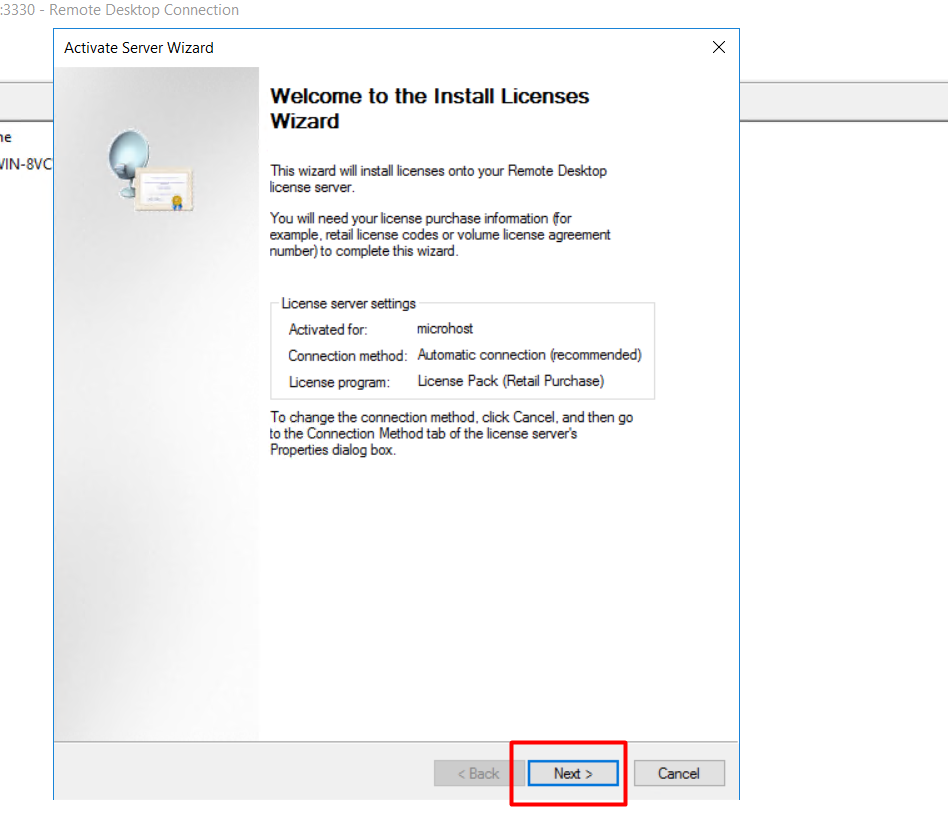 :3330 - Remote Desktop Connection
Activate Server Wizard
Welcome to the Install Licenses
Wizard
This wizard will install licenses onto your Remote Desktop
license server.
You will need your license purchase information (for
example, retail license codes or volume license agreement
number) to complete this wizard.
License server settings
Activated for: microhost
Connection method: Automatic connection (recommended)
License program: License Pack (Retail Purchase)
To change the connection method, click Cancel, and then go
to the Connection Method tab of the license server's
Properties dialog box.
< Back Next > Cancel